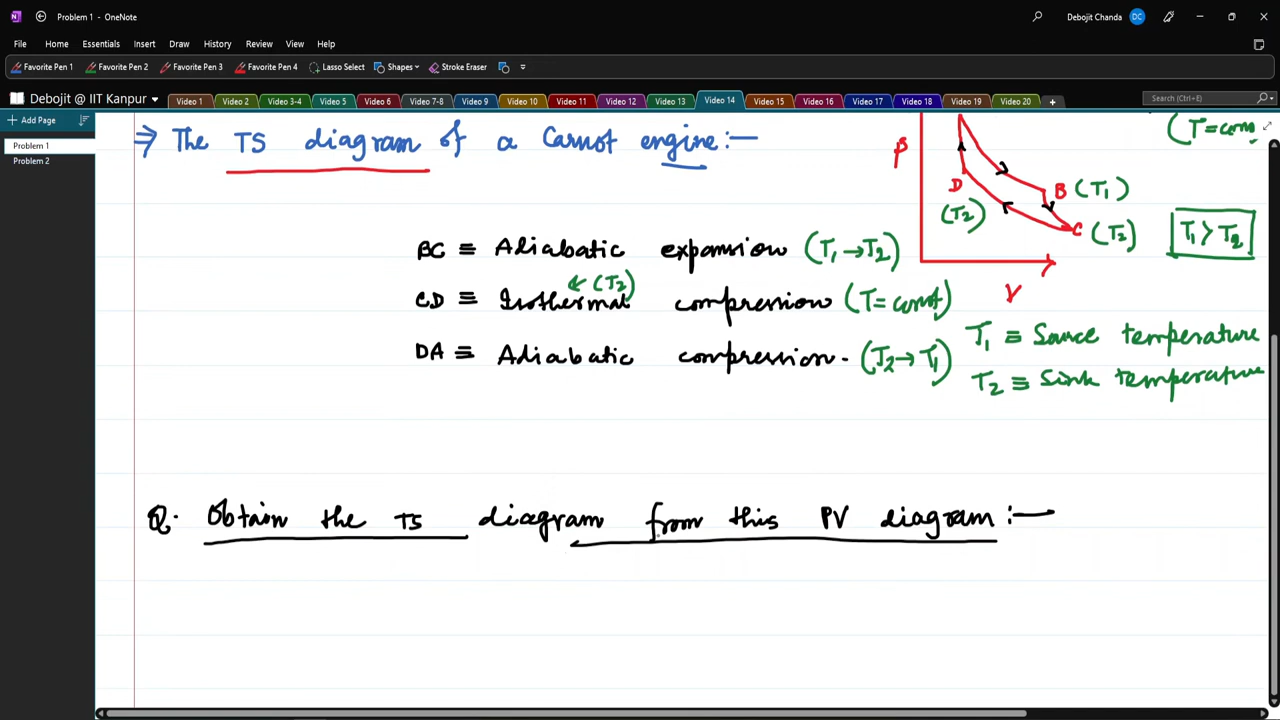 Problem 1 - OneNote
Debojit Chanda DC
File Home Essentials Insert Draw History Review View Help
Favorite Pen 1 Favorite Pen 2 Favorite Pen 3 Favorite Pen 4 Lasso Select Shapes Stroke Eraser
Debojit @ IIT Kanpur Video 1 Video 2 Video 3-4 Video 5 Video 6 Video 7-8 Video 9 Video 10 Video 11 Video 12 Video 13 Video 14 Video 15 Video 16 Video 17 Video 18 Video 19 Video 20 + Search (Ctrl+E)
+ Add Page
Problem 1
Problem 2
⇒ The TS diagram of a Carnot engine:-
(T=const
P
D
(T2)
B (T1)
C (T2)
T1 > T2
V
BC ≡ Adiabatic expansion (T1→T2)
← (T2)
CD ≡ Isothermal compression (T=const)
DA ≡ Adiabatic compression. (T2→T1)
T1 ≡ Source temperature
T2 ≡ Sink temperature
Q. Obtain the TS diagram from this PV diagram:-